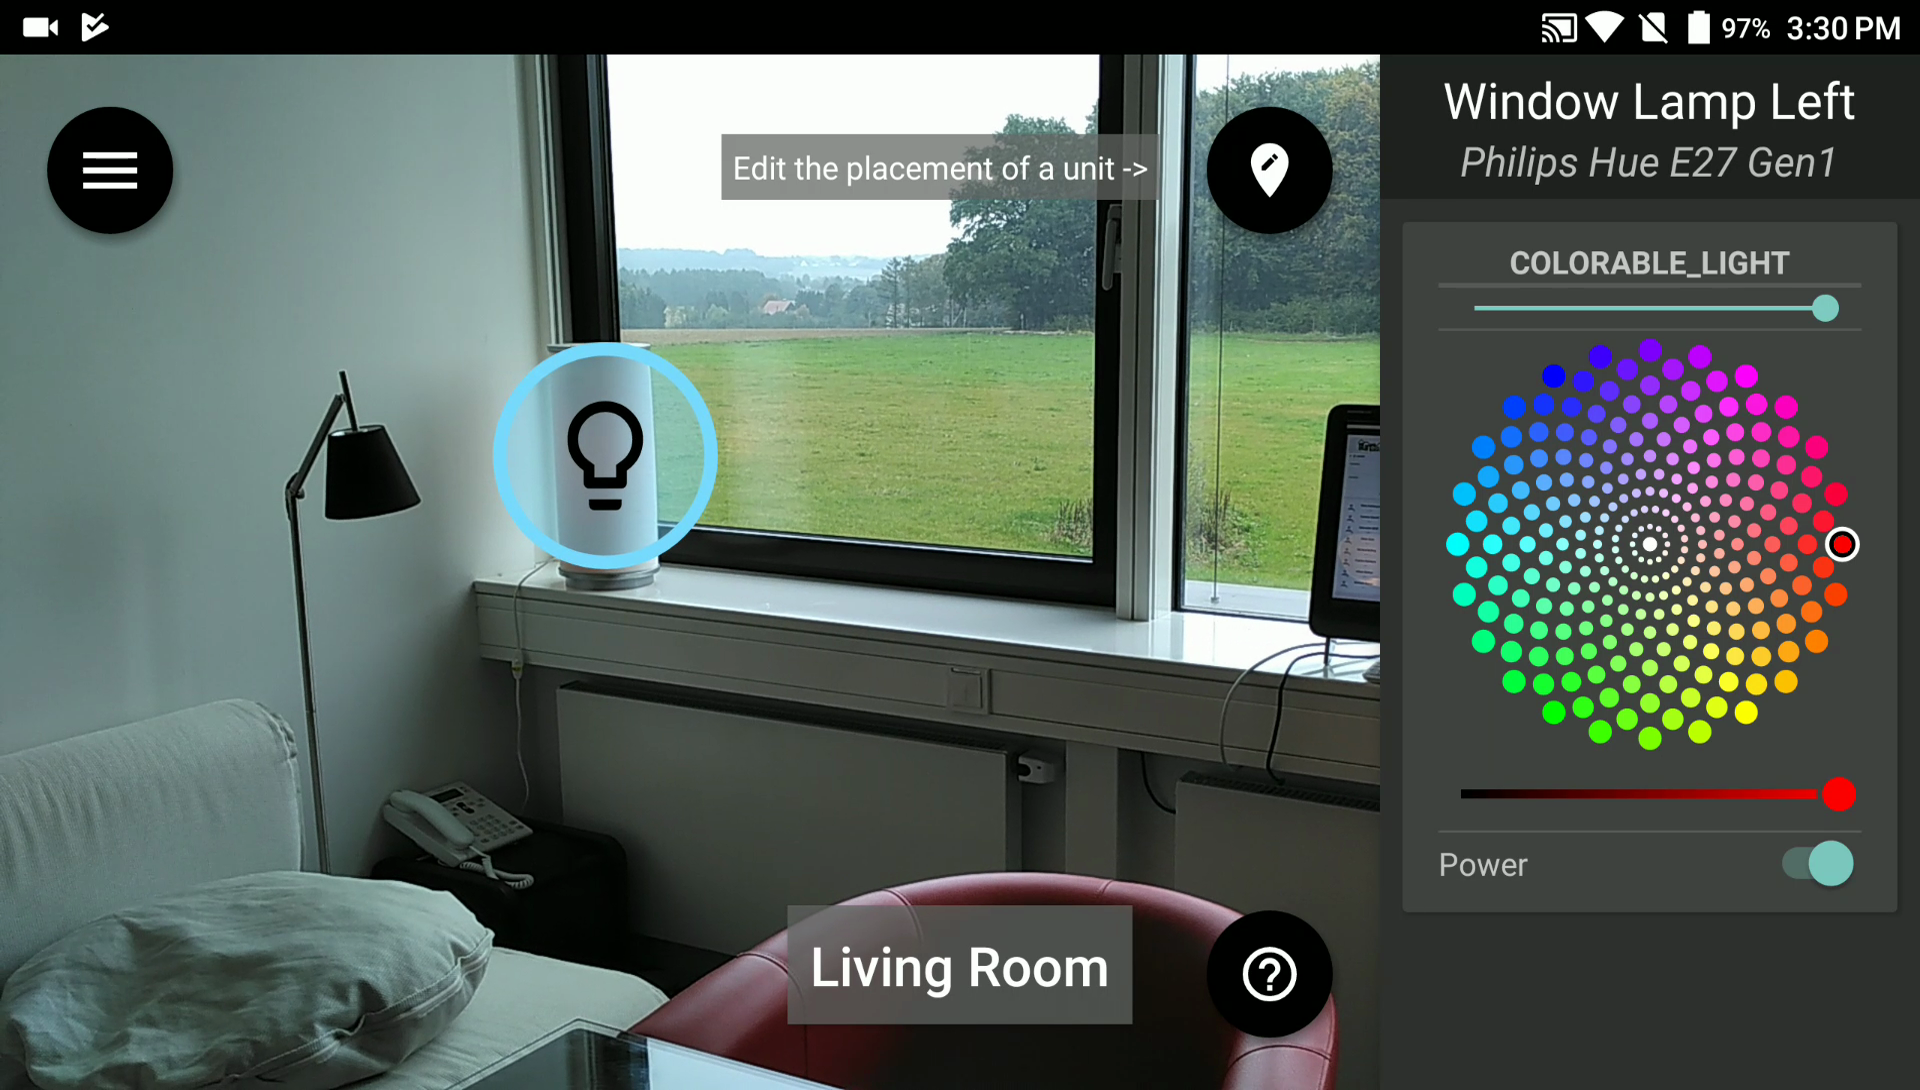 97% 3:30 PM
Edit the placement of a unit ->
Living Room
Window Lamp Left
Philips Hue E27 Gen1
COLORABLE_LIGHT
Power